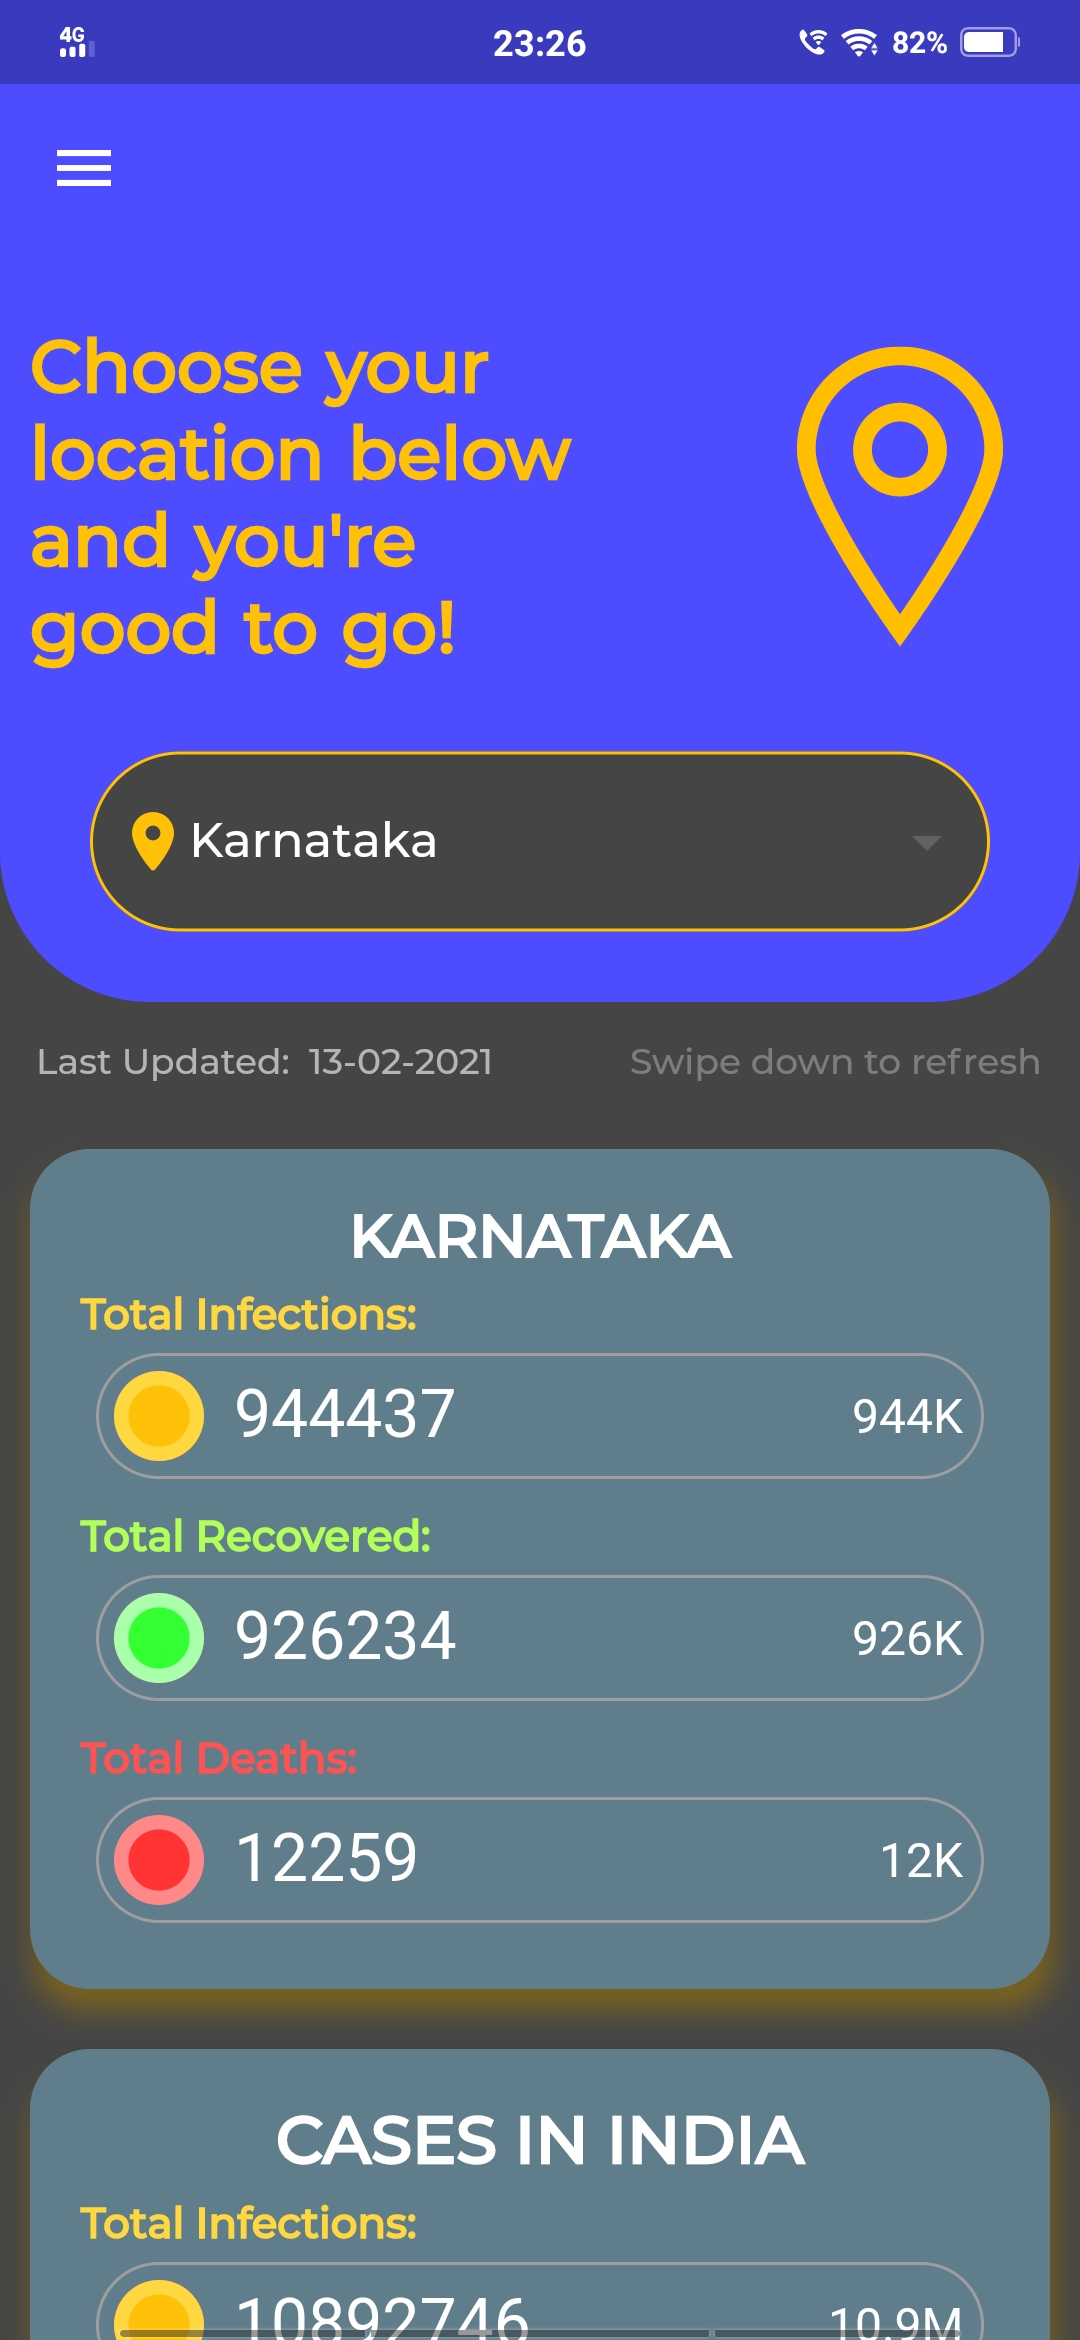 4G 23:26 82%
Choose your
location below
and you're
good to go!
Karnataka
Last Updated: 13-02-2021 Swipe down to refresh
KARNATAKA
Total Infections:
944437 944K
Total Recovered:
926234 926K
Total Deaths:
12259 12K
CASES IN INDIA
Total Infections:
10892746 10.9M